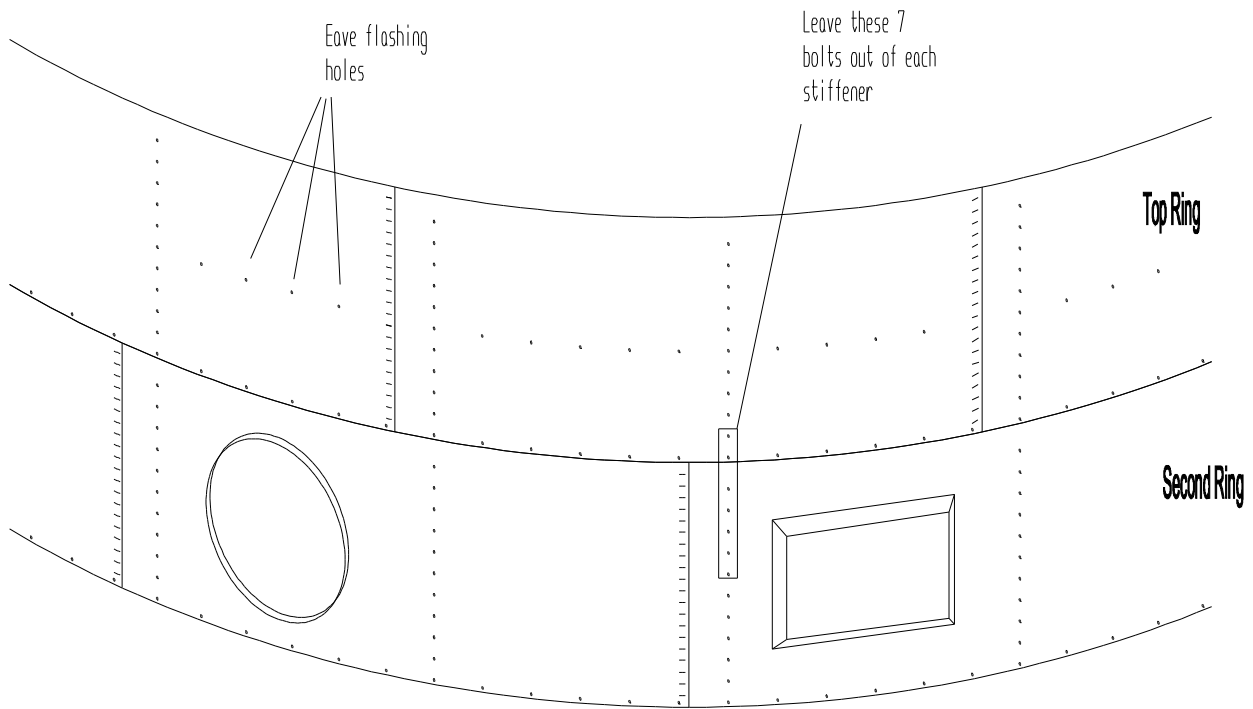 Eave flashing
holes
Leave these 7
bolts out of each
stiffener
Top Ring
Second Ring